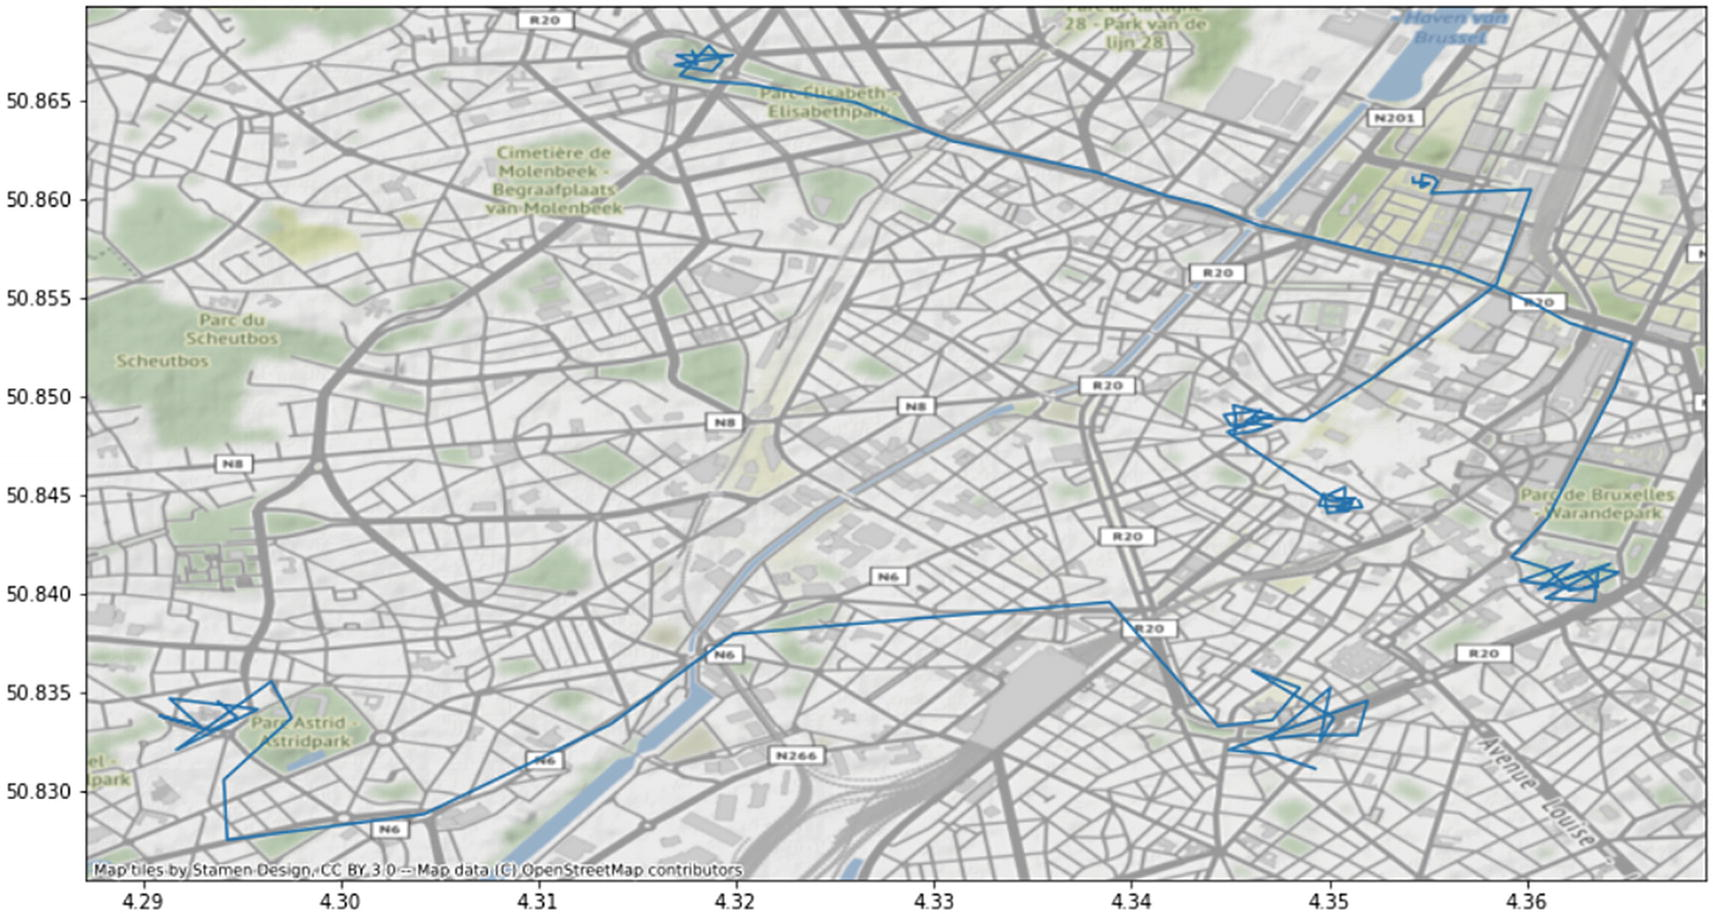 R20
28 - Park van de
lijn 28
Haven van
Brussel
50.865
Parc Elisabeth -
Elisabethpark
N201
Cimetière de
Molenbeek -
Begraafplaats
van Molenbeek
50.860
R20
50.855
R20
Parc du
Scheutbos
Scheutbos
50.850
R20
N8
N8
N8
50.845
Parc de Bruxelles
- Warandepark
R20
N6
50.840
R20
N6
R20
50.835
Parc Astrid -
Astridpark
N6
N266
Avenue Louise
50.830
N6
Map tiles by Stamen Design, CC BY 3.0 -- Map data (C) OpenStreetMap contributors
4.29 4.30 4.31 4.32 4.33 4.34 4.35 4.36